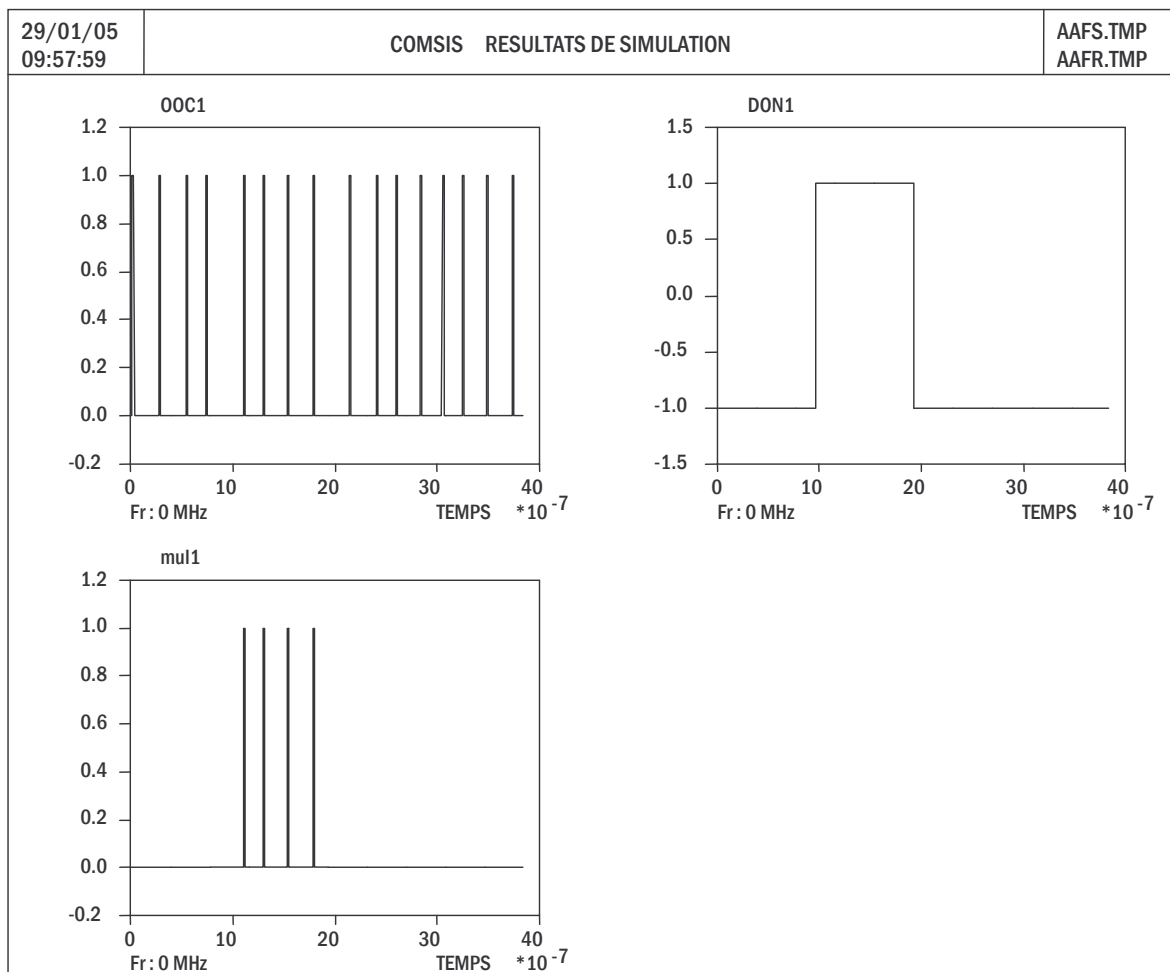 29/01/05
09:57:59
COMSIS RESULTATS DE SIMULATION
AAFS.TMP
AAFR.TMP
OOC1
1.2
1.0
0.8
0.6
0.4
0.2
0.0
-0.2
0 10 20 30 40
Fr : 0 MHz TEMPS *10 -7
DON1
1.5
1.0
0.5
0.0
-0.5
-1.0
-1.5
0 10 20 30 40
Fr : 0 MHz TEMPS *10 -7
mul1
1.2
1.0
0.8
0.6
0.4
0.2
0.0
-0.2
0 10 20 30 40
Fr : 0 MHz TEMPS *10 -7